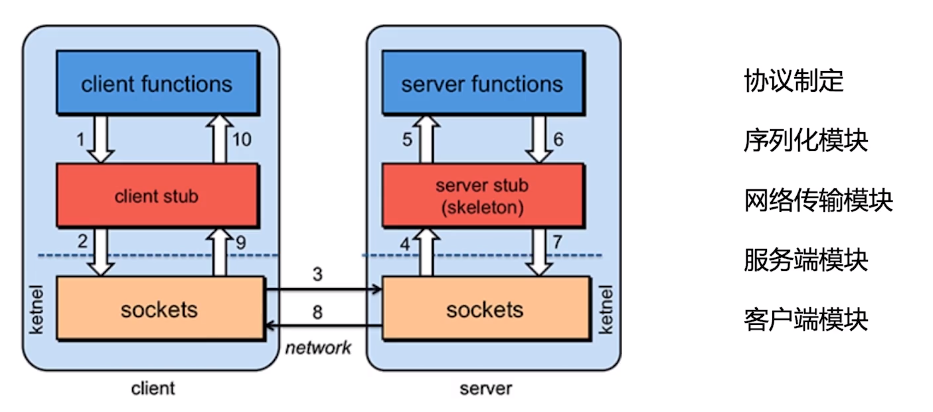 client functions
server functions
1
10
5
6
client stub
server stub
(skeleton)
2
9
4
7
ketnel
sockets
3
8
sockets
ketnel
network
client
server
协议制定
序列化模块
网络传输模块
服务端模块
客户端模块